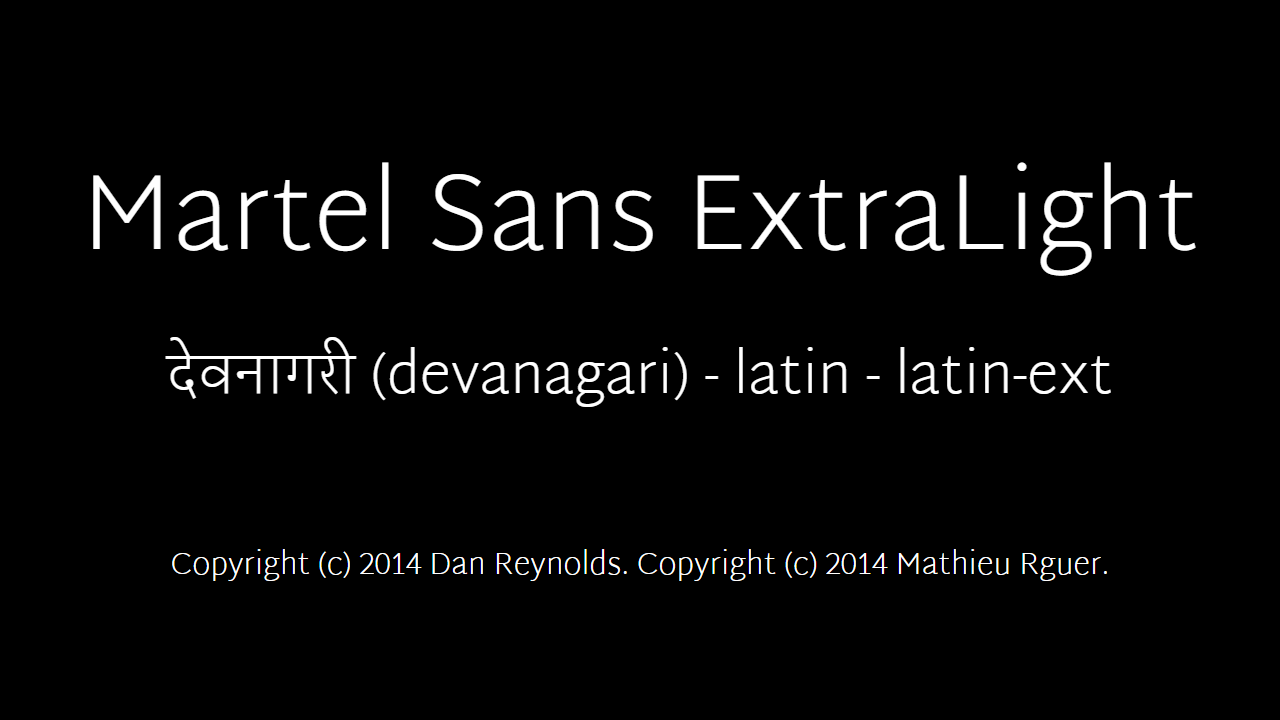 Martel Sans ExtraLight
देवनागरी (devanagari) - latin - latin-ext
Copyright (c) 2014 Dan Reynolds. Copyright (c) 2014 Mathieu Rguer.